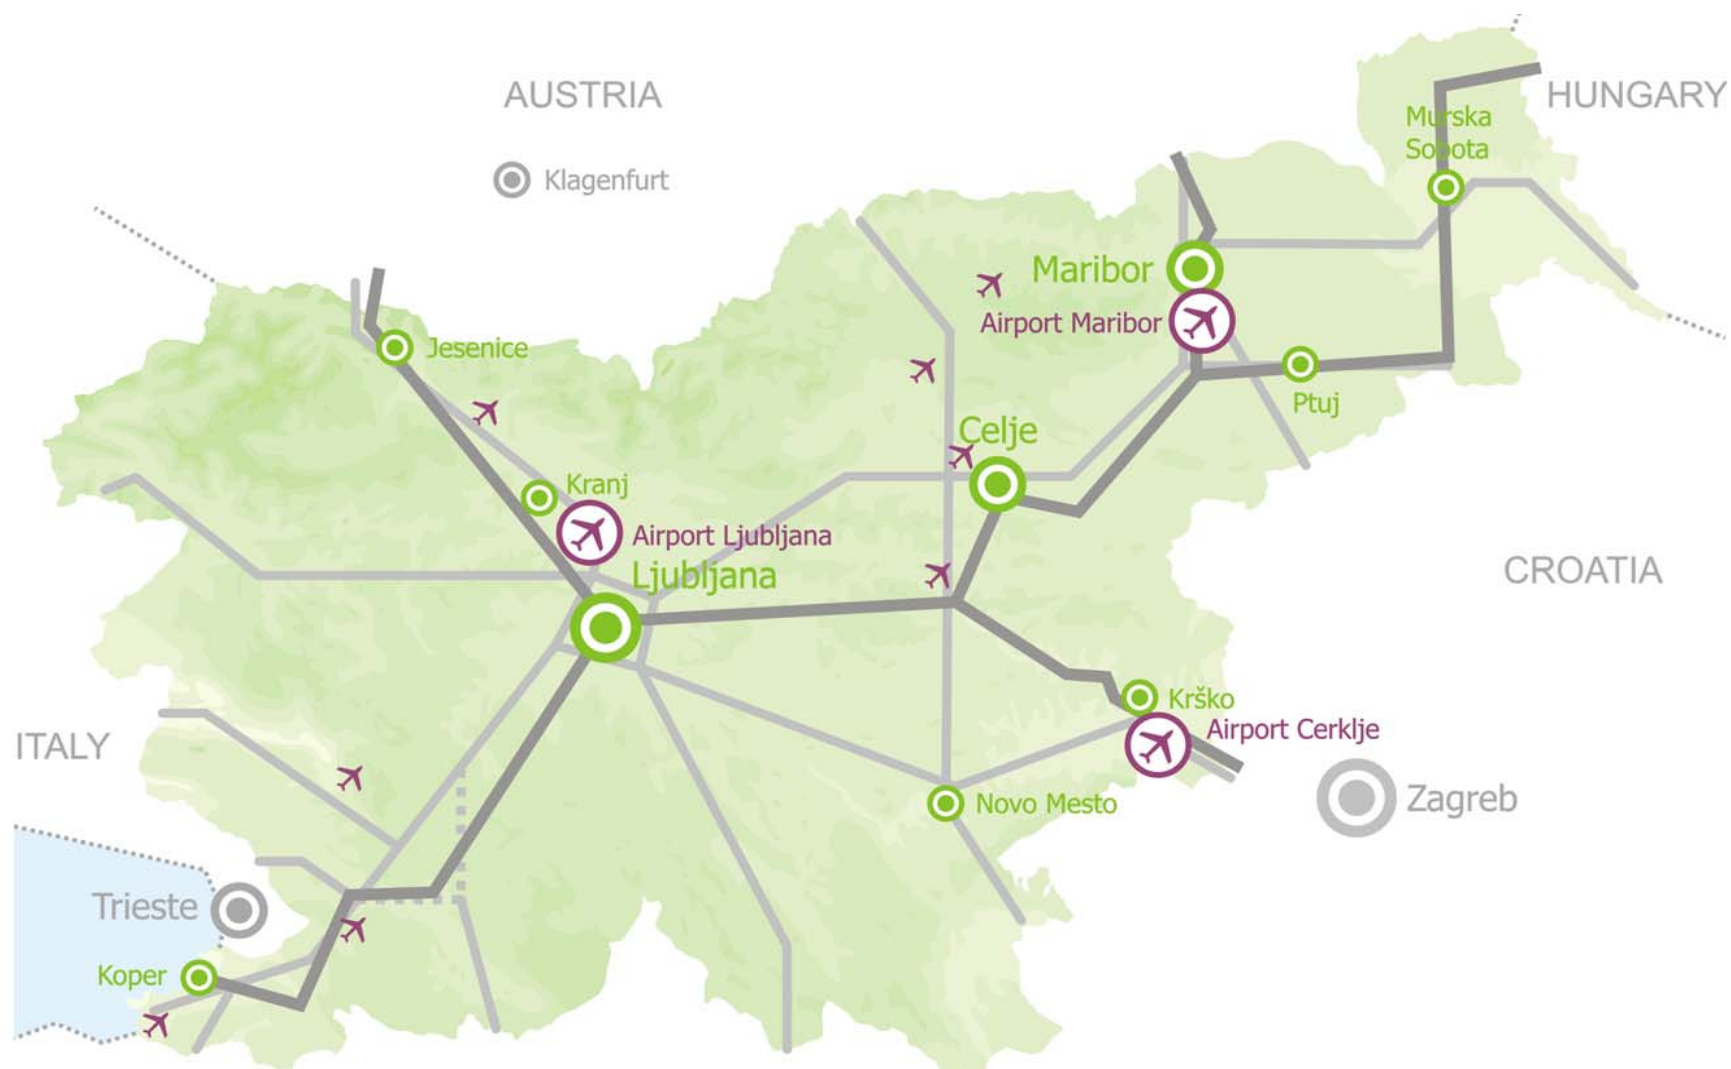 AUSTRIA
HUNGARY
Murska
Sobota
Klagenfurt
Maribor
Airport Maribor
Jesenice
Ptuj
Celje
Kranj
Airport Ljubljana
Ljubljana
CROATIA
Krško
Airport Cerklje
ITALY
Novo Mesto
Zagreb
Trieste
Koper